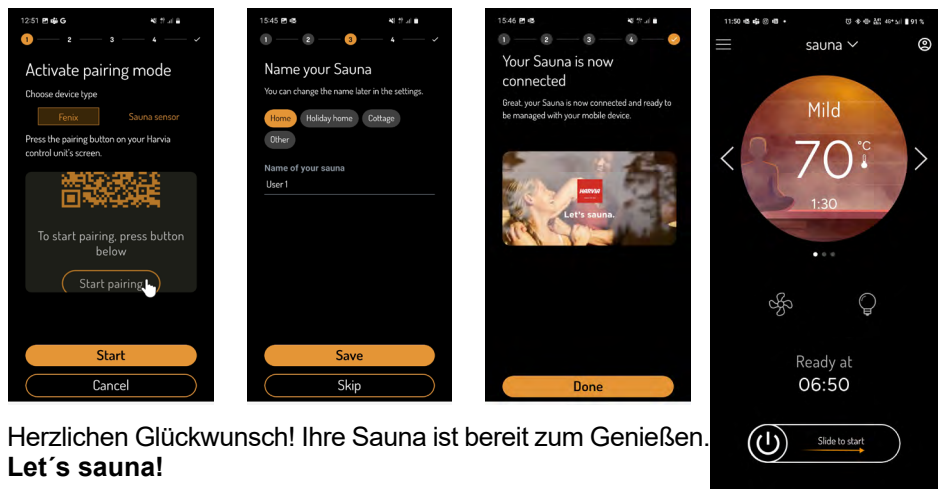 12:51 G
1 2 3 4
Activate pairing mode
Choose device type
Fenix Sauna sensor
Press the pairing button on your Harvia
control unit's screen.
To start pairing, press button
below
Start pairing
Start
Cancel
15:45
1 2 3 4
Name your Sauna
You can change the name later in the settings.
Home Holiday home Cottage
Other
Name of your sauna
User 1
Save
Skip
15:46
1 2 3 4
Your Sauna is now
connected
Great, your Sauna is now connected and ready to
be managed with your mobile device.
HARVIA
Let's sauna.
Done
11:50 91 %
sauna
Mild
70 °C
1:30
Ready at
06:50
Slide to start
Herzlichen Glückwunsch! Ihre Sauna ist bereit zum Genießen.
Let´s sauna!